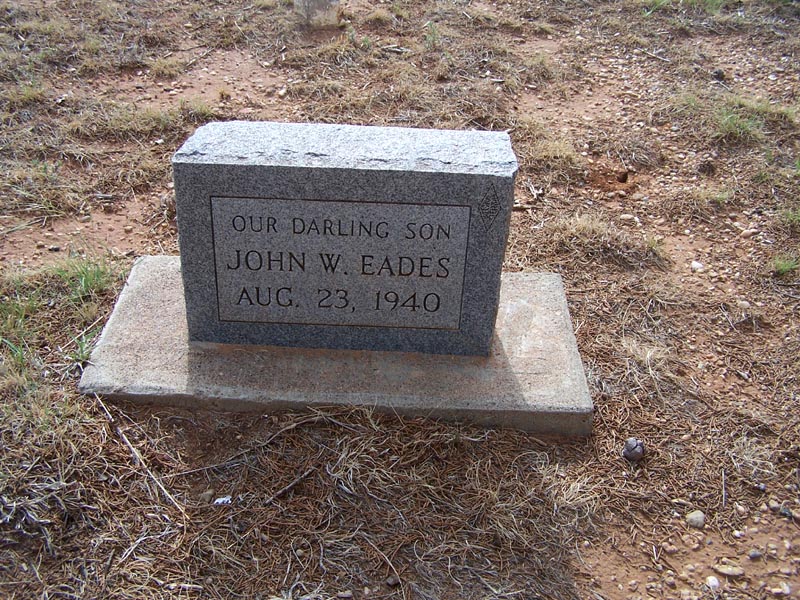 OUR DARLING SON
JOHN W. EADES
AUG. 23, 1940